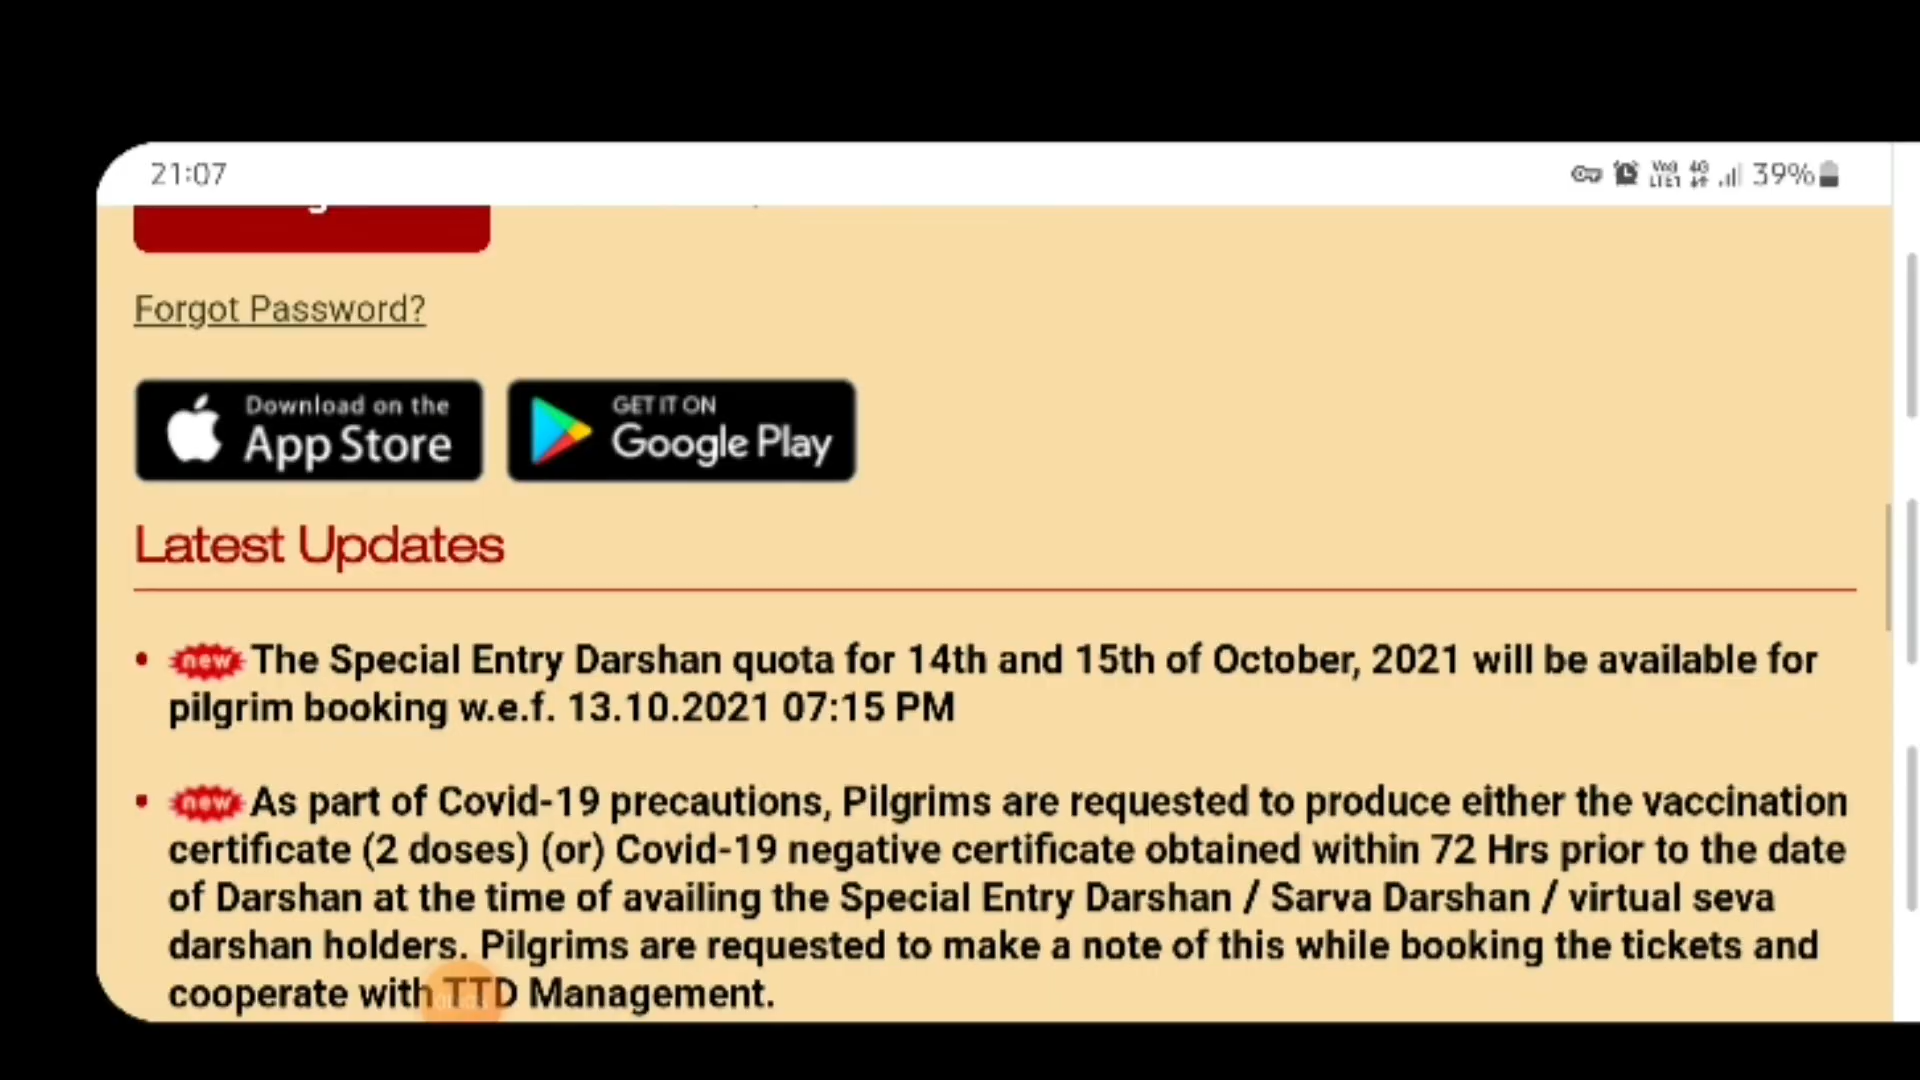 21:07
39%
Forgot Password?
Download on the
App Store
GET IT ON
Google Play
Latest Updates
new The Special Entry Darshan quota for 14th and 15th of October, 2021 will be available for
pilgrim booking w.e.f. 13.10.2021 07:15 PM
new As part of Covid-19 precautions, Pilgrims are requested to produce either the vaccination
certificate (2 doses) (or) Covid-19 negative certificate obtained within 72 Hrs prior to the date
of Darshan at the time of availing the Special Entry Darshan / Sarva Darshan / virtual seva
darshan holders. Pilgrims are requested to make a note of this while booking the tickets and
cooperate with TTD Management.